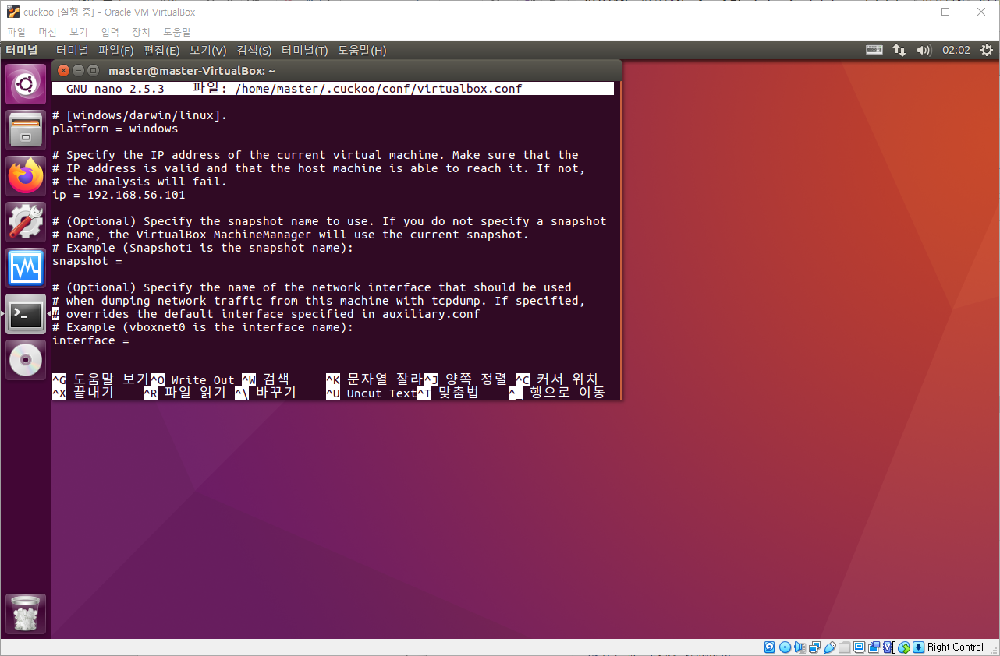 cuckoo [실행 중] - Oracle VM VirtualBox
파일 머신 보기 입력 장치 도움말
터미널 터미널 파일(F) 편집(E) 보기(V) 검색(S) 터미널(T) 도움말(H) 02:02
master@master-VirtualBox: ~
GNU nano 2.5.3 파일: /home/master/.cuckoo/conf/virtualbox.conf
# [windows/darwin/linux].
platform = windows
# Specify the IP address of the current virtual machine. Make sure that the
# IP address is valid and that the host machine is able to reach it. If not,
# the analysis will fail.
ip = 192.168.56.101
# (Optional) Specify the snapshot name to use. If you do not specify a snapshot
# name, the VirtualBox MachineManager will use the current snapshot.
# Example (Snapshot1 is the snapshot name):
snapshot =
# (Optional) Specify the name of the network interface that should be used
# when dumping network traffic from this machine with tcpdump. If specified,
# overrides the default interface specified in auxiliary.conf
# Example (vboxnet0 is the interface name):
interface =
^G 도움말 보기 ^O Write Out ^W 검색 ^K 문자열 잘라 ^J 양쪽 정렬 ^C 커서 위치
^X 끝내기 ^R 파일 읽기 ^\ 바꾸기 ^U Uncut Text ^T 맞춤법 ^_ 행으로 이동
Right Control